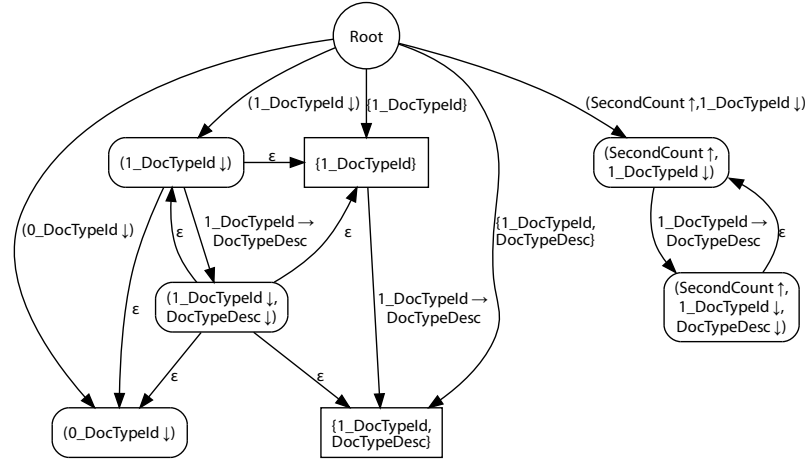 Root
(1_DocTypeId ↓)
{1_DocTypeId}
(SecondCount ↑,1_DocTypeId ↓)
(1_DocTypeId ↓)
ε
{1_DocTypeId}
(SecondCount ↑,
1_DocTypeId ↓)
(0_DocTypeId ↓)
ε
1_DocTypeId →
DocTypeDesc
ε
{1_DocTypeId,
DocTypeDesc}
1_DocTypeId →
DocTypeDesc
ε
(1_DocTypeId ↓,
DocTypeDesc ↓)
ε
1_DocTypeId →
DocTypeDesc
(SecondCount ↑,
1_DocTypeId ↓,
DocTypeDesc ↓)
ε
ε
(0_DocTypeId ↓)
{1_DocTypeId,
DocTypeDesc}